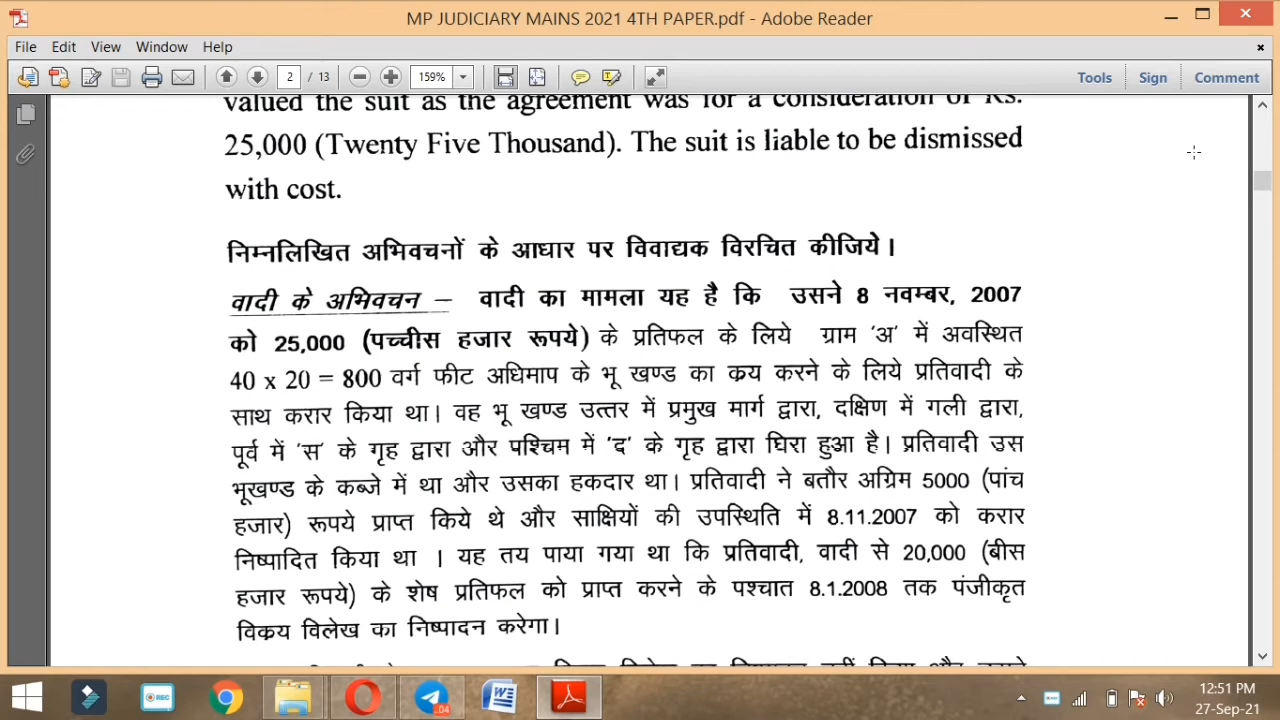 MP JUDICIARY MAINS 2021 4TH PAPER.pdf - Adobe Reader
File Edit View Window Help
2 / 13 159% Tools Sign Comment
valued the suit as the agreement was for a consideration of Rs.
25,000 (Twenty Five Thousand). The suit is liable to be dismissed
with cost.
निम्नलिखित अभिवचनों के आधार पर विवाद्यक विरचित कीजिये।
वादी के अभिवचन – वादी का मामला यह है कि उसने 8 नवम्बर, 2007
को 25,000 (पच्चीस हजार रूपये) के प्रतिफल के लिये ग्राम 'अ' में अवस्थित
40 x 20 = 800 वर्ग फीट अधिमाप के भू खण्ड का क्रय करने के लिये प्रतिवादी के
साथ करार किया था। वह भू खण्ड उत्तर में प्रमुख मार्ग द्वारा, दक्षिण में गली द्वारा,
पूर्व में 'स' के गृह द्वारा और पश्चिम में 'द' के गृह द्वारा घिरा हुआ है। प्रतिवादी उस
भूखण्ड के कब्जे में था और उसका हकदार था। प्रतिवादी ने बतौर अग्रिम 5000 (पांच
हजार) रूपये प्राप्त किये थे और साक्षियों की उपस्थिति में 8.11.2007 को करार
निष्पादित किया था । यह तय पाया गया था कि प्रतिवादी, वादी से 20,000 (बीस
हजार रूपये) के शेष प्रतिफल को प्राप्त करने के पश्चात 8.1.2008 तक पंजीकृत
विक्रय विलेख का निष्पादन करेगा।
REC 04 12:51 PM
27-Sep-21